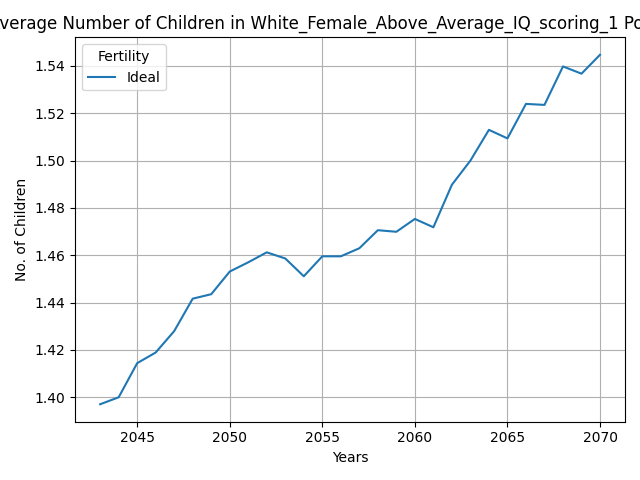 verage Number of Children in White_Female_Above_Average_IQ_scoring_1 Po
Fertility
Ideal
No. of Children
1.54
1.52
1.50
1.48
1.46
1.44
1.42
1.40
2045 2050 2055 2060 2065 2070
Years